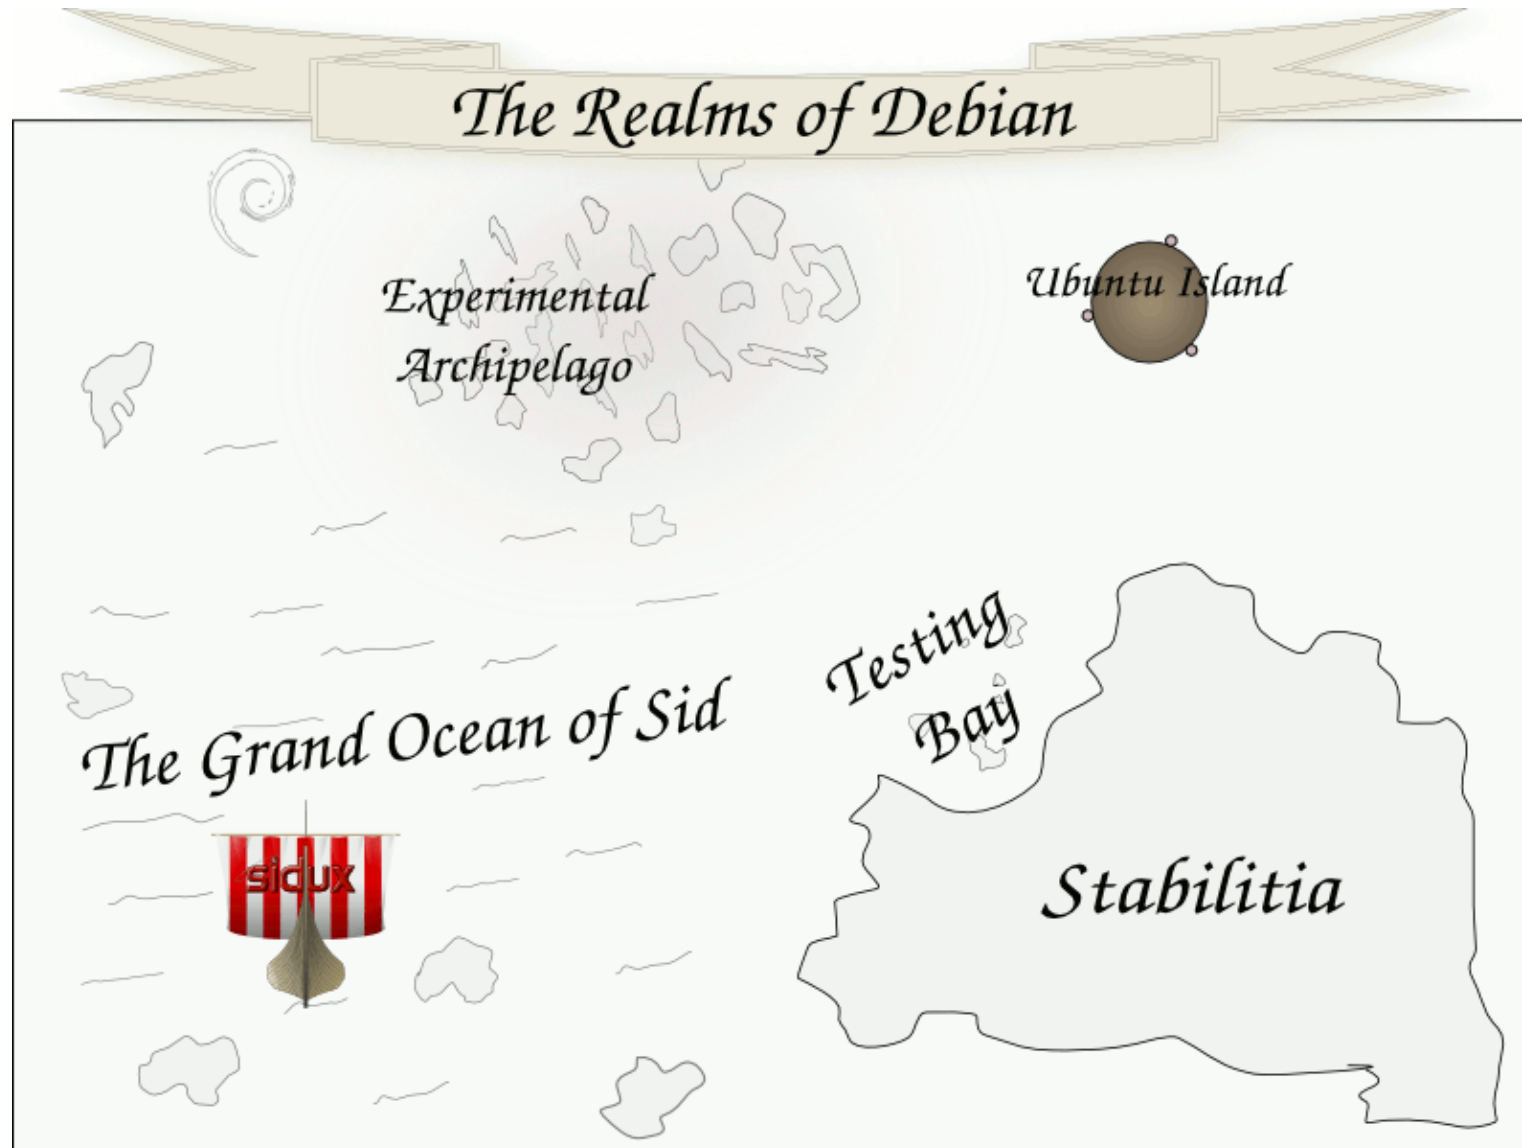 The Realms of Debian
Experimental
Archipelago
Ubuntu Island
Testing
Bay
The Grand Ocean of Sid
sidux
Stabilitia